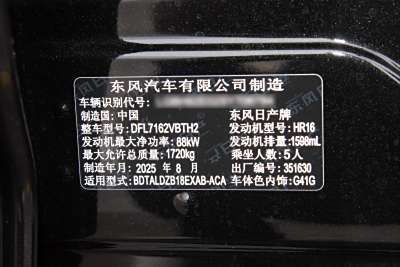 东风汽车有限公司制造
车辆识别代号:
制造国: 中国 东风日产牌
整车型号: DFL7162VBTH2 发动机型号: HR16
发动机最大净功率: 88kW 发动机排量: 1598mL
最大允许总质量: 1720kg 乘坐人数: 5人
制造年月: 2025 年 8 月 出厂编号: 351630
适用型式: BDTALDZB18EXAB-ACA 车体色内饰: G41G